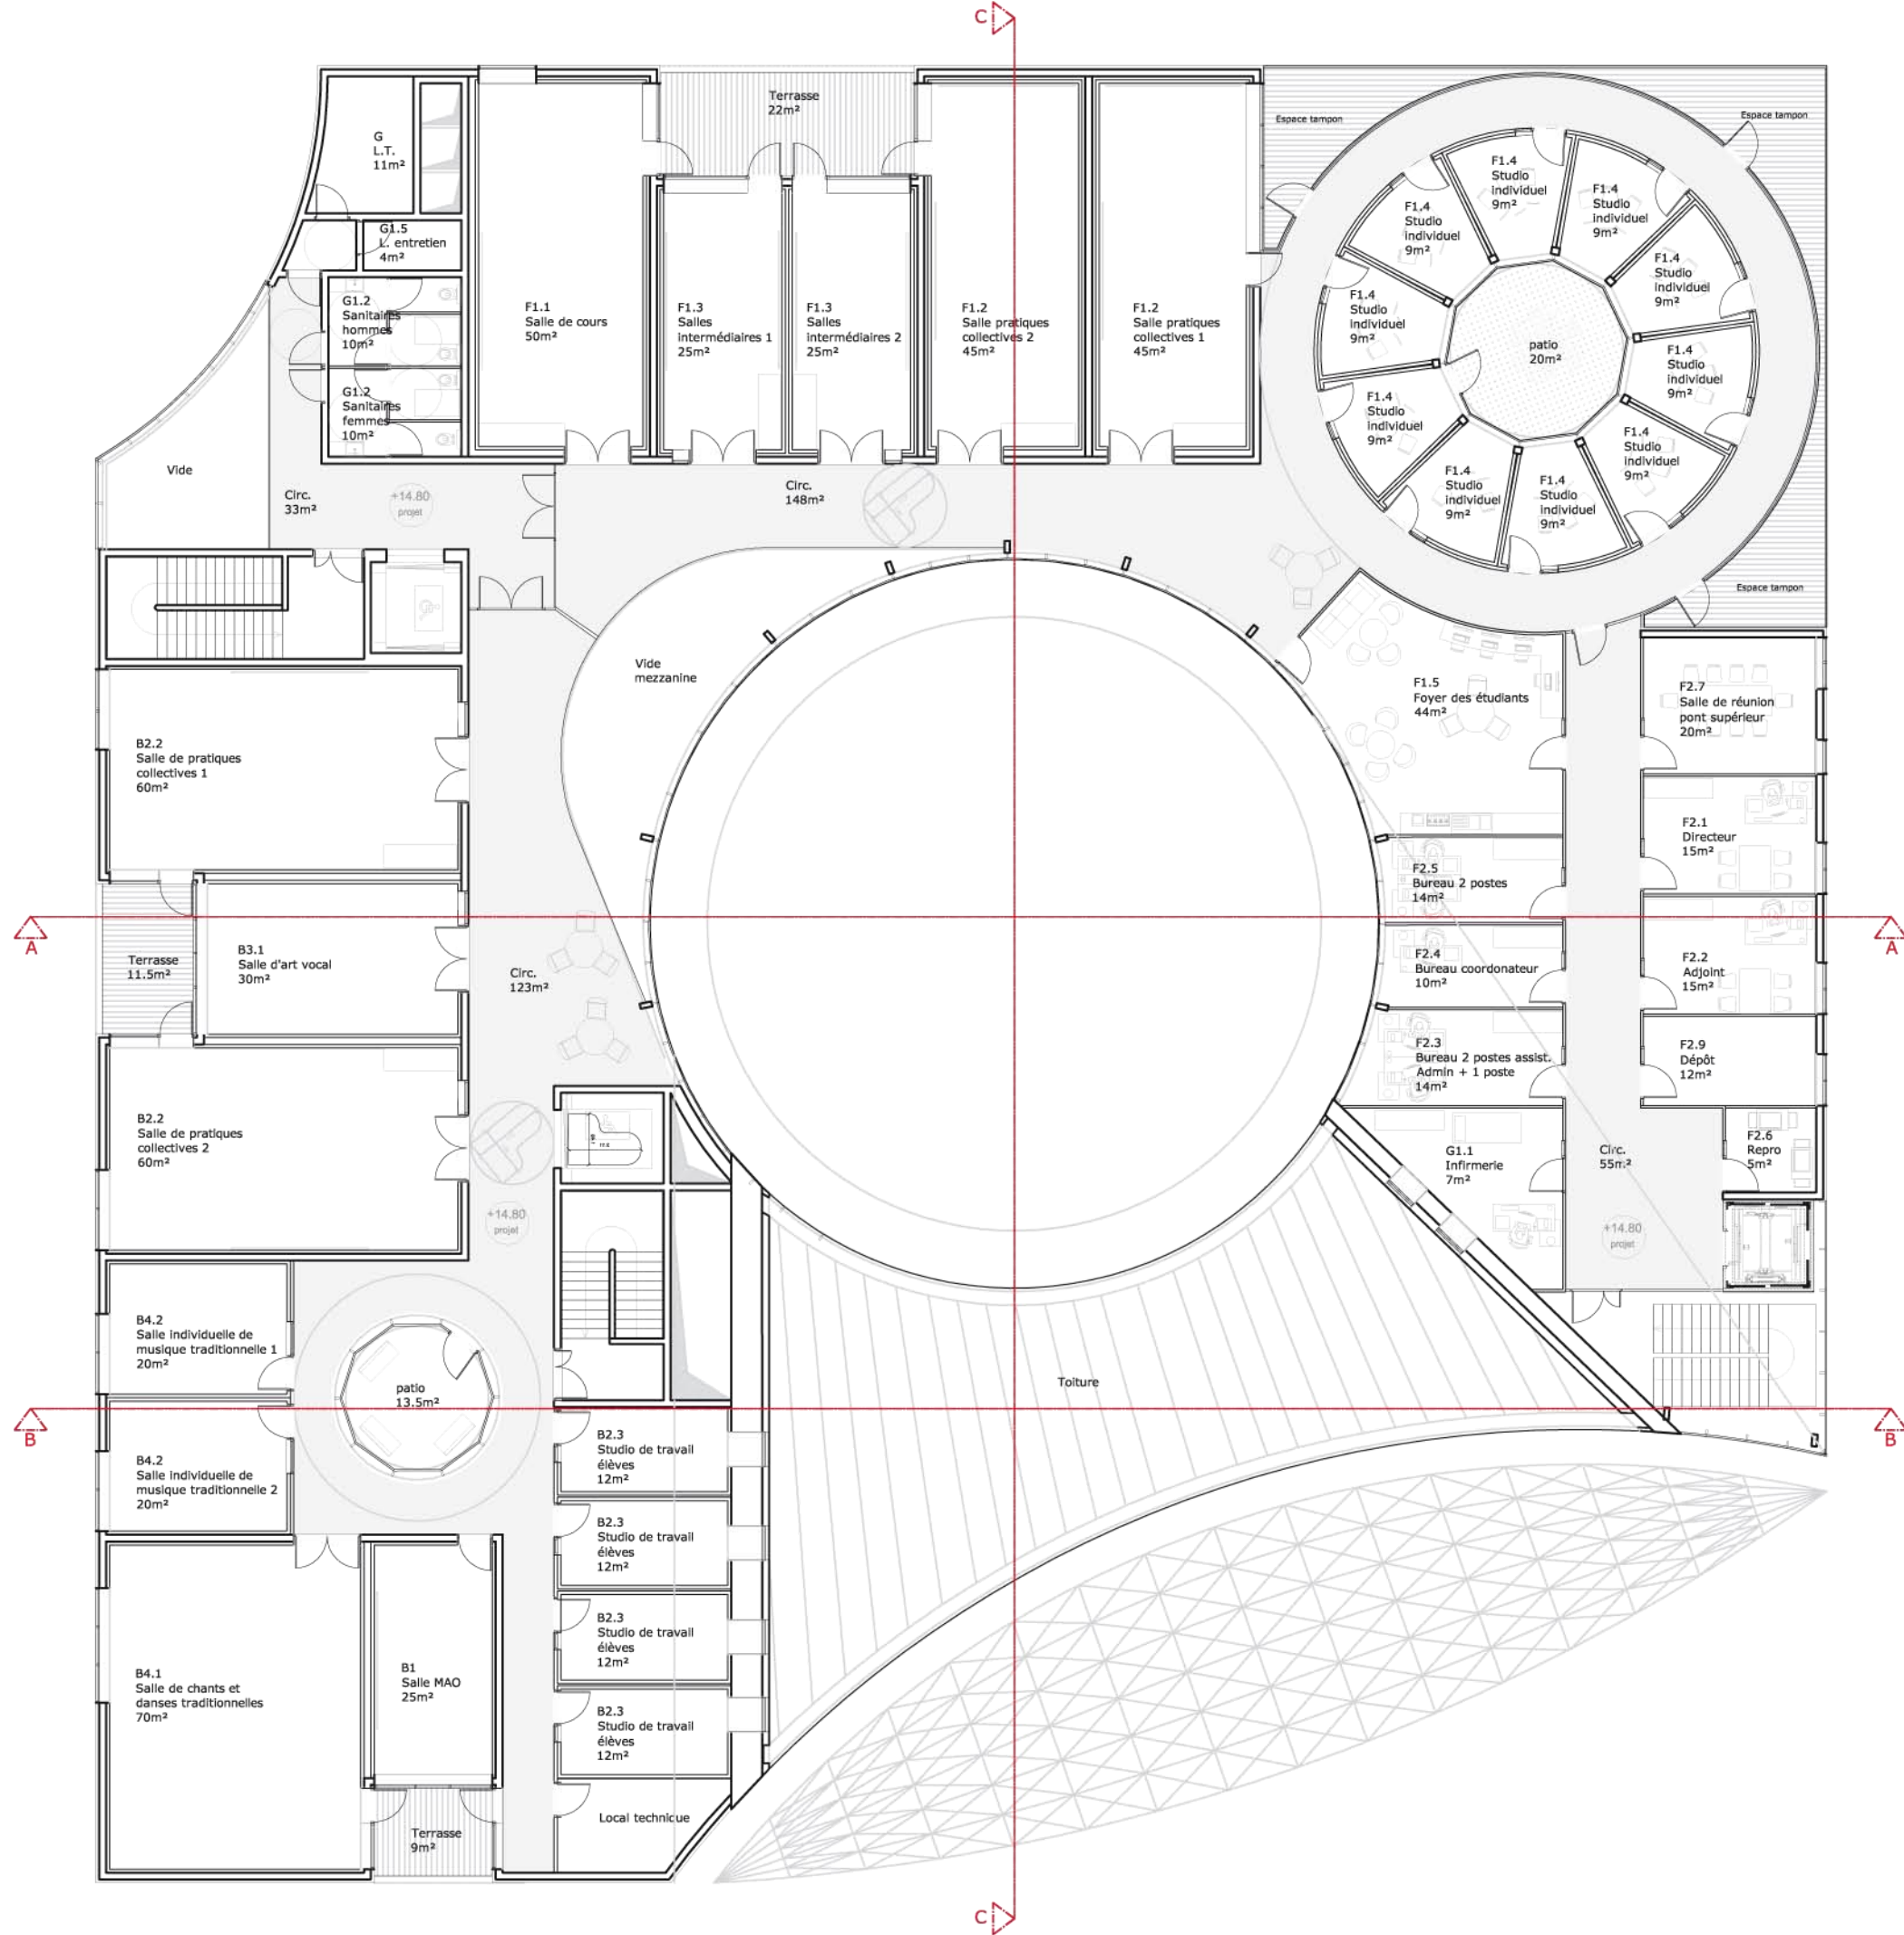 C
Terrasse
22m²
G
L.T.
11m²
G1.5
L. entretien
4m²
G1.2
Sanitaires
hommes
10m²
G1.2
Sanitaires
femmes
10m²
F1.1
Salle de cours
50m²
F1.3
Salles
intermédiaires 1
25m²
F1.3
Salles
intermédiaires 2
25m²
F1.2
Salle pratiques
collectives 2
45m²
F1.2
Salle pratiques
collectives 1
45m²
Espace tampon
Espace tampon
F1.4
Studio
individuel
9m²
F1.4
Studio
individuel
9m²
F1.4
Studio
individuel
9m²
F1.4
Studio
individuel
9m²
F1.4
Studio
individuel
9m²
F1.4
Studio
individuel
9m²
F1.4
Studio
individuel
9m²
F1.4
Studio
individuel
9m²
F1.4
Studio
individuel
9m²
F1.4
Studio
individuel
9m²
patio
20m²
Espace tampon
Vide
Circ.
33m²
+14.80
projet
Circ.
148m²
Vide
mezzanine
F1.5
Foyer des étudiants
44m²
F2.7
Salle de réunion
pont supérieur
20m²
B2.2
Salle de pratiques
collectives 1
60m²
F2.1
Directeur
15m²
F2.5
Bureau 2 postes
14m²
A
A
Terrasse
11.5m²
B3.1
Salle d'art vocal
30m²
Circ.
123m²
F2.4
Bureau coordonateur
10m²
F2.2
Adjoint
15m²
F2.3
Bureau 2 postes assist.
Admin + 1 poste
14m²
F2.9
Dépôt
12m²
B2.2
Salle de pratiques
collectives 2
60m²
G1.1
Infirmerie
7m²
Circ.
55m²
F2.6
Repro
5m²
+14.80
projet
+14.80
projet
B4.2
Salle individuelle de
musique traditionnelle 1
20m²
patio
13.5m²
Toiture
B
B
B4.2
Salle individuelle de
musique traditionnelle 2
20m²
B2.3
Studio de travail
élèves
12m²
B2.3
Studio de travail
élèves
12m²
B2.3
Studio de travail
élèves
12m²
B2.3
Studio de travail
élèves
12m²
B4.1
Salle de chants et
danses traditionnelles
70m²
B1
Salle MAO
25m²
Local technique
Terrasse
9m²
C